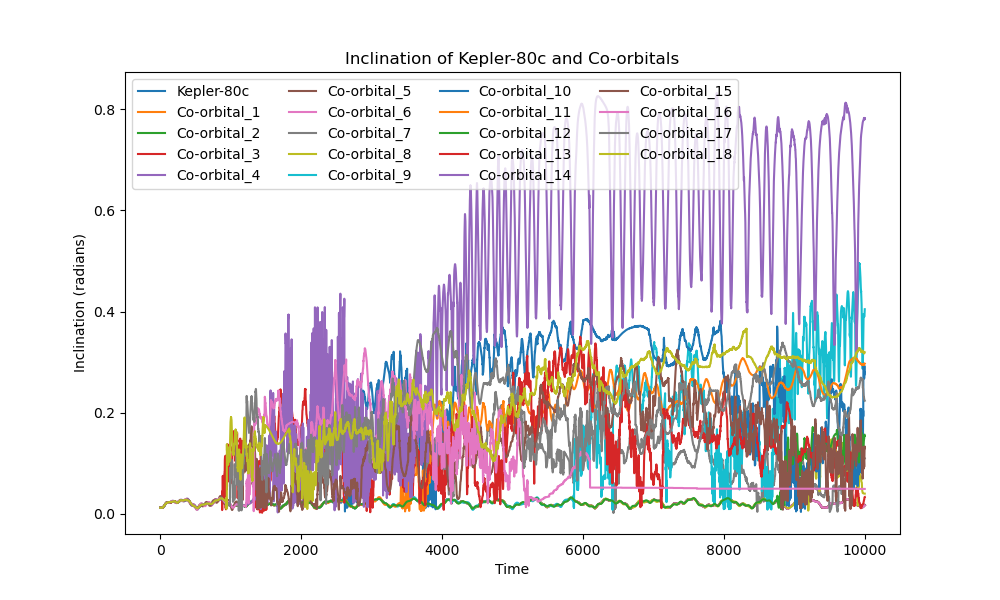 Inclination of Kepler-80c and Co-orbitals
Kepler-80c
Co-orbital_1
Co-orbital_2
Co-orbital_3
Co-orbital_4
Co-orbital_5
Co-orbital_6
Co-orbital_7
Co-orbital_8
Co-orbital_9
Co-orbital_10
Co-orbital_11
Co-orbital_12
Co-orbital_13
Co-orbital_14
Co-orbital_15
Co-orbital_16
Co-orbital_17
Co-orbital_18
Inclination (radians)
0.8
0.6
0.4
0.2
0.0
0 2000 4000 6000 8000 10000
Time